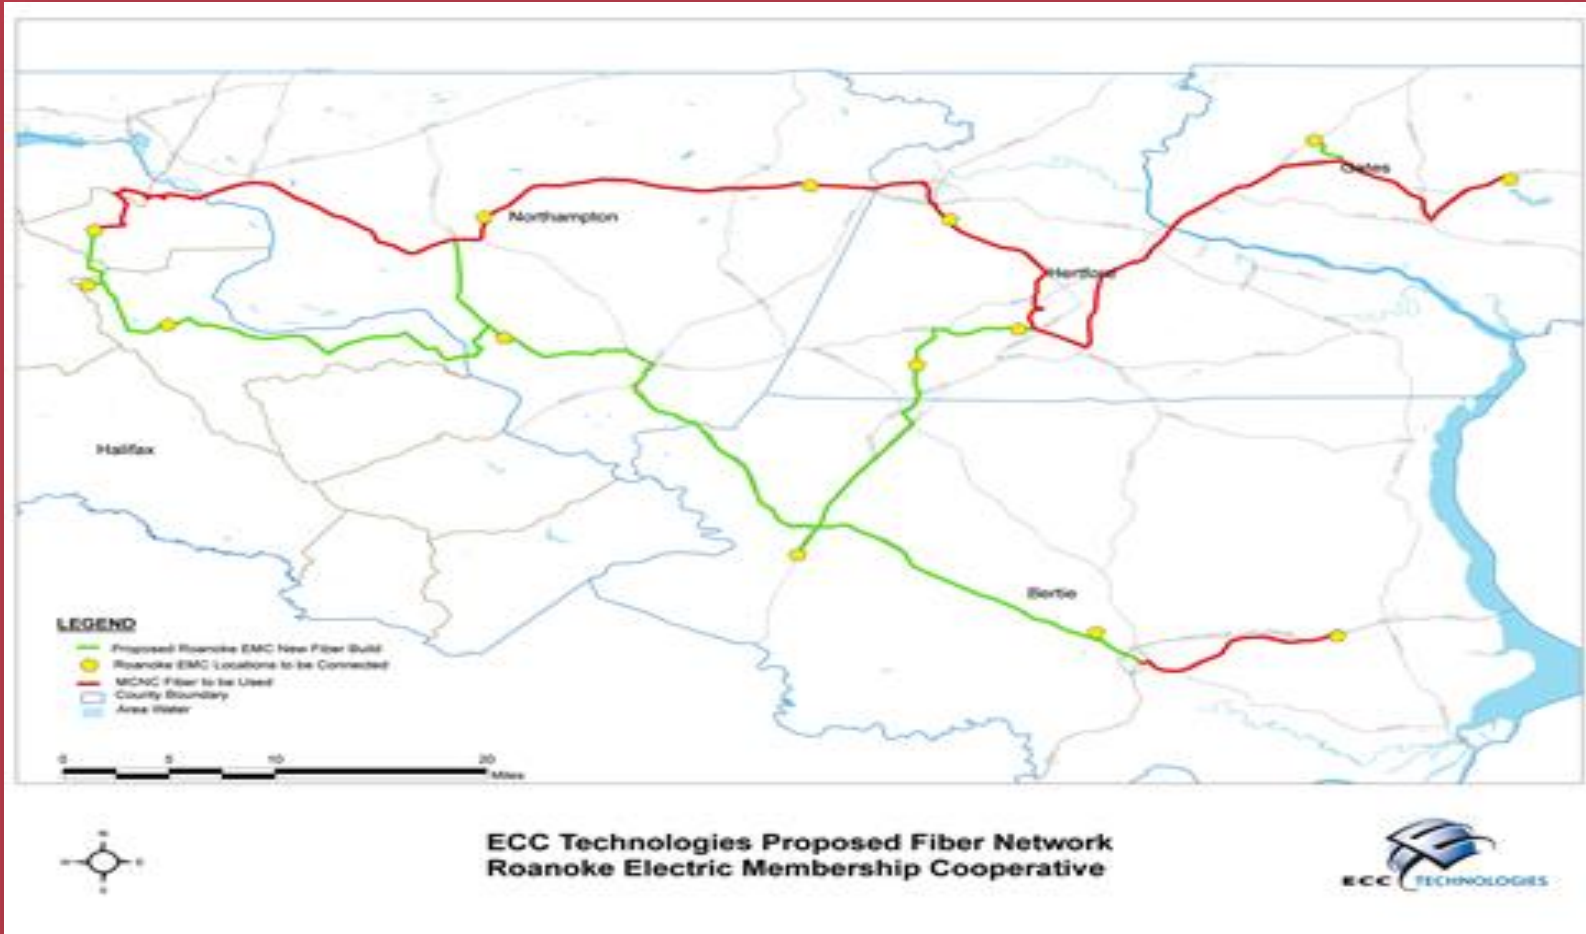 Gates
Northampton
Hertford
Halifax
Bertie
LEGEND
Proposed Roanoke EMC New Fiber Build
Roanoke EMC Locations to be Connected
MCNC Fiber to be Used
County Boundary
Area Water
0 5 10 20
Miles
ECC Technologies Proposed Fiber Network
Roanoke Electric Membership Cooperative
ECC TECHNOLOGIES